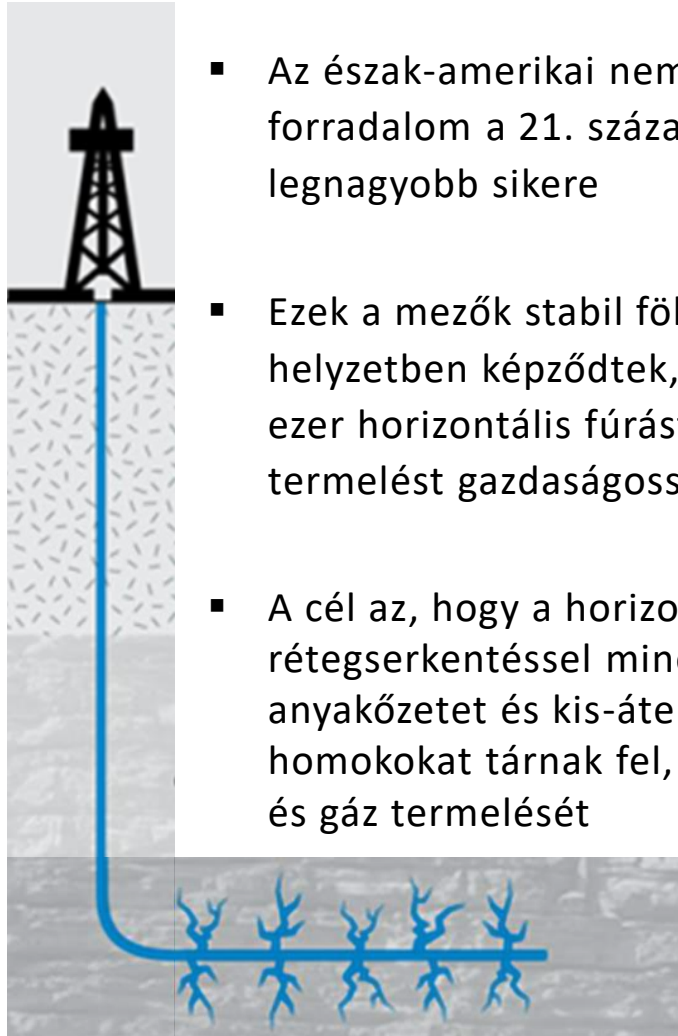 Az észak-amerikai nem
forradalom a 21. száza
legnagyobb sikere
Ezek a mezők stabil föl
helyzetben képződtek,
ezer horizontális fúrás
termelést gazdaságoss
A cél az, hogy a horizo
rétegserkentéssel min
anyakőzetet és kis-áte
homokokat tárnak fel,
és gáz termelését